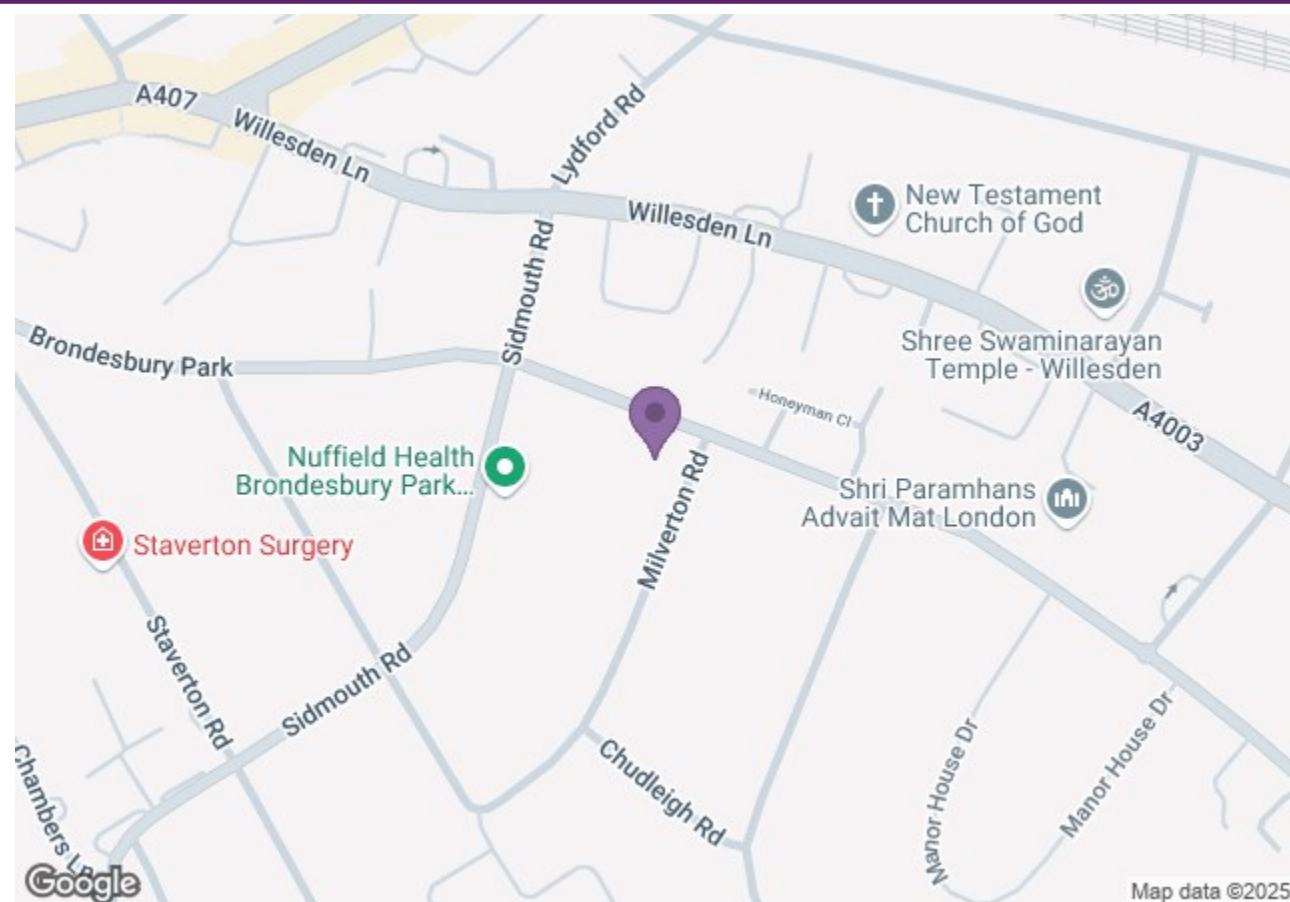 A407
Willesden Ln
Lydford Rd
Willesden Ln
New Testament
Church of God
Sidmouth Rd
Shree Swaminarayan
Temple - Willesden
Brondesbury Park
Honeyman Cl
A4003
Nuffield Health
Brondesbury Park...
Milverton Rd
Shri Paramhans
Advait Mat London
Staverton Surgery
Staverton Rd
Sidmouth Rd
Chambers Ln
Chudleigh Rd
Manor House Dr
Manor House Dr
Google
Map data ©2025